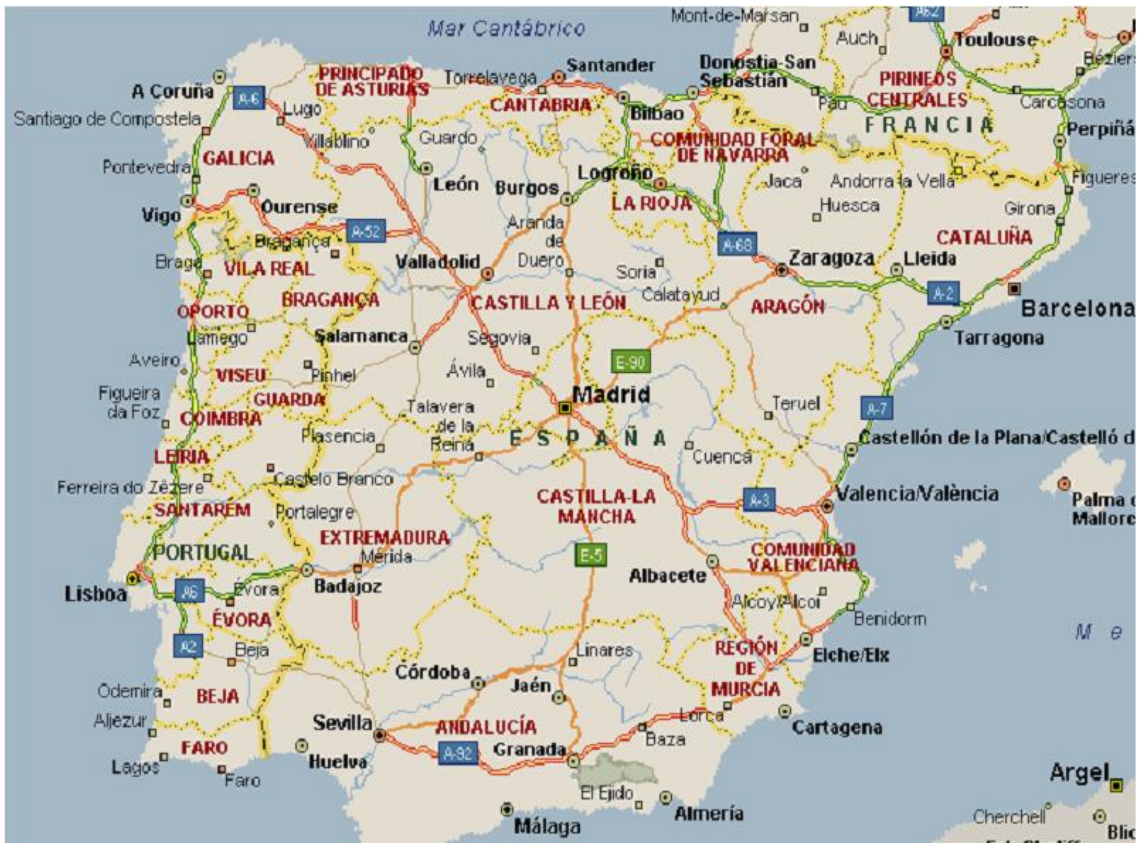 Mar Cantábrico
Mont-de-Marsan
A62
Auch
Toulouse
Béziers
Donostia-San
Sebastián
PIRINEOS
CENTRALES
Pau
Carcasona
FRANCIA
Perpiñá
Santander
Torrelavega
CANTABRIA
PRINCIPADO
DE ASTURIAS
A Coruña
A-6
Lugo
Santiago de Compostela
Villablino
Guardo
Bilbao
COMUNIDAD FORAL
DE NAVARRA
GALICIA
Pontevedra
León
Burgos
Logroño
LA RIOJA
Jaca
Andorra la Vella
Figueres
Huesca
Girona
Vigo
Ourense
A-52
Aranda
de
Duero
A-68
CATALUÑA
Bragança
Braga
VILA REAL
BRAGANÇA
Valladolid
Soria
Zaragoza
Lleida
CASTILLA Y LEÓN
Calatayud
ARAGÓN
A-2
Barcelona
OPORTO
Lamego
Salamanca
Segovia
Tarragona
Aveiro
VISEU
Pinhel
Ávila
E-90
Figueira
da Foz
GUARDA
Madrid
COIMBRA
Talavera
de la
Reina
Teruel
A-7
ESPAÑA
LEIRIA
Plasencia
Cuenca
Castellón de la Plana/Castelló d
Ferreira do Zêzere
Castelo Branco
SANTARÉM
Portalegre
CASTILLA-LA
MANCHA
A-3
Valencia/València
Palma d
Mallorc
EXTREMADURA
PORTUGAL
Mérida
E-5
COMUNIDAD
VALENCIANA
Lisboa
A6
Évora
Badajoz
Albacete
ÉVORA
Alcoy/Alcoi
Benidorm
A2
Beja
Linares
REGIÓN
DE
MURCIA
Elche/Elx
M e
Odemira
BEJA
Córdoba
Jaén
Aljezur
Sevilla
ANDALUCÍA
Lorca
Cartagena
FARO
Lagos
Faro
Huelva
A-92
Granada
Baza
El Ejido
Almería
Málaga
Argel
Cherchell
Blic